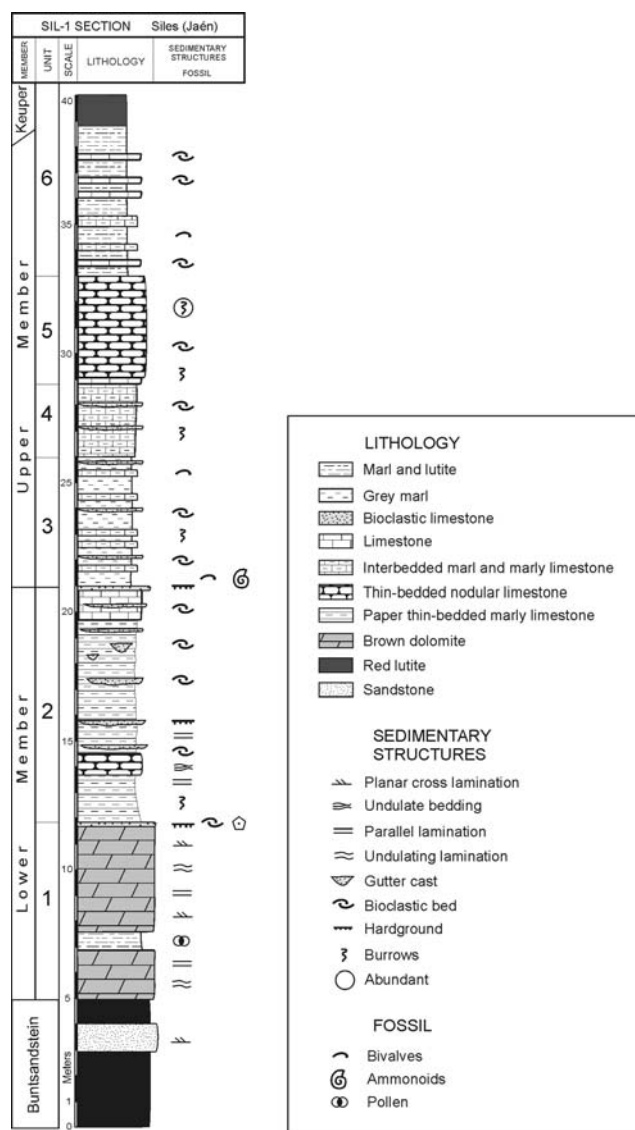 SIL-1 SECTION Siles (Jaén)
MEMBER
UNIT
SCALE
LITHOLOGY
SEDIMENTARY
STRUCTURES
FOSSIL
Keuper
Upper Member
Lower Member
Buntsandstein
6
5
4
3
2
1
40
35
30
25
20
15
10
5
Meters
1
0
LITHOLOGY
Marl and lutite
Grey marl
Bioclastic limestone
Limestone
Interbedded marl and marly limestone
Thin-bedded nodular limestone
Paper thin-bedded marly limestone
Brown dolomite
Red lutite
Sandstone
SEDIMENTARY
STRUCTURES
Planar cross lamination
Undulate bedding
Parallel lamination
Undulating lamination
Gutter cast
Bioclastic bed
Hardground
Burrows
Abundant
FOSSIL
Bivalves
Ammonoids
Pollen